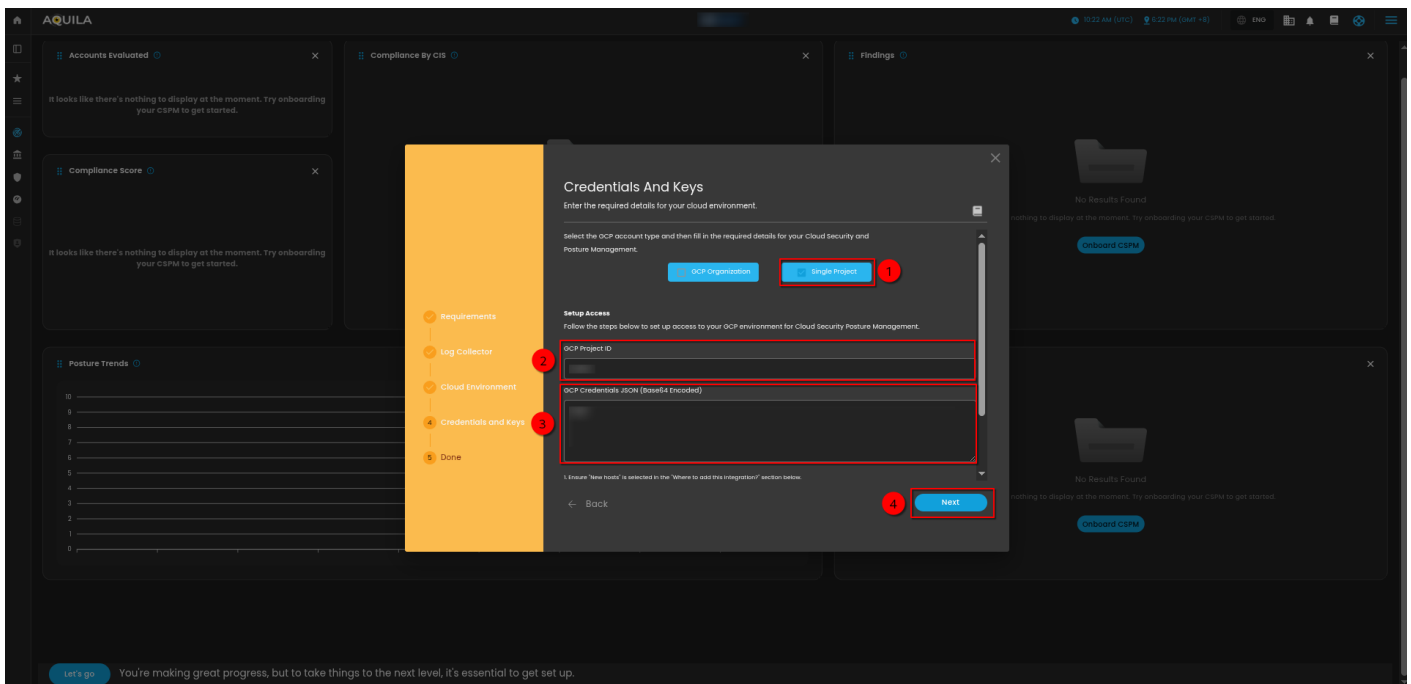 AQUILA
10:22 AM (UTC)
6:22 PM (GMT +8)
ENG
Accounts Evaluated
It looks like there's nothing to display at the moment. Try onboarding
your CSPM to get started.
Compliance By CIS
Findings
No Results Found
nothing to display at the moment. Try onboarding your CSPM to get started.
Onboard CSPM
Compliance Score
It looks like there's nothing to display at the moment. Try onboarding
your CSPM to get started.
Posture Trends
10
9
8
7
6
5
4
3
2
1
0
Requirements
Log Collector
Cloud Environment
4 Credentials and Keys
5 Done
Credentials And Keys
Enter the required details for your cloud environment.
Select the GCP account type and then fill in the required details for your Cloud Security and
Posture Management.
GCP Organization
Single Project
1
Setup Access
Follow the steps below to set up access to your GCP environment for Cloud Security Posture Management.
2
GCP Project ID
3
GCP Credentials JSON (Base64 Encoded)
1. Ensure "New hosts" is selected in the "Where to add this integration?" section below.
Back
4
Next
No Results Found
nothing to display at the moment. Try onboarding your CSPM to get started.
Onboard CSPM
Let's go
You're making great progress, but to take things to the next level, it's essential to get set up.